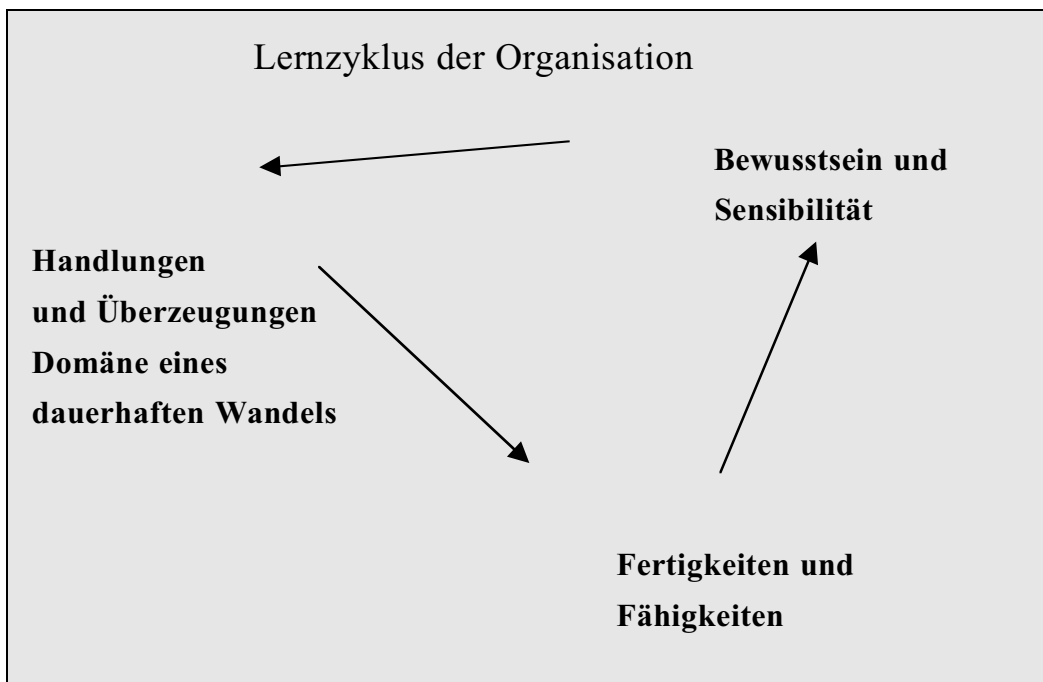 Lernzyklus der Organisation
Bewusstsein und
Sensibilität
Handlungen
und Überzeugungen
Domäne eines
dauerhaften Wandels
Fertigkeiten und
Fähigkeiten